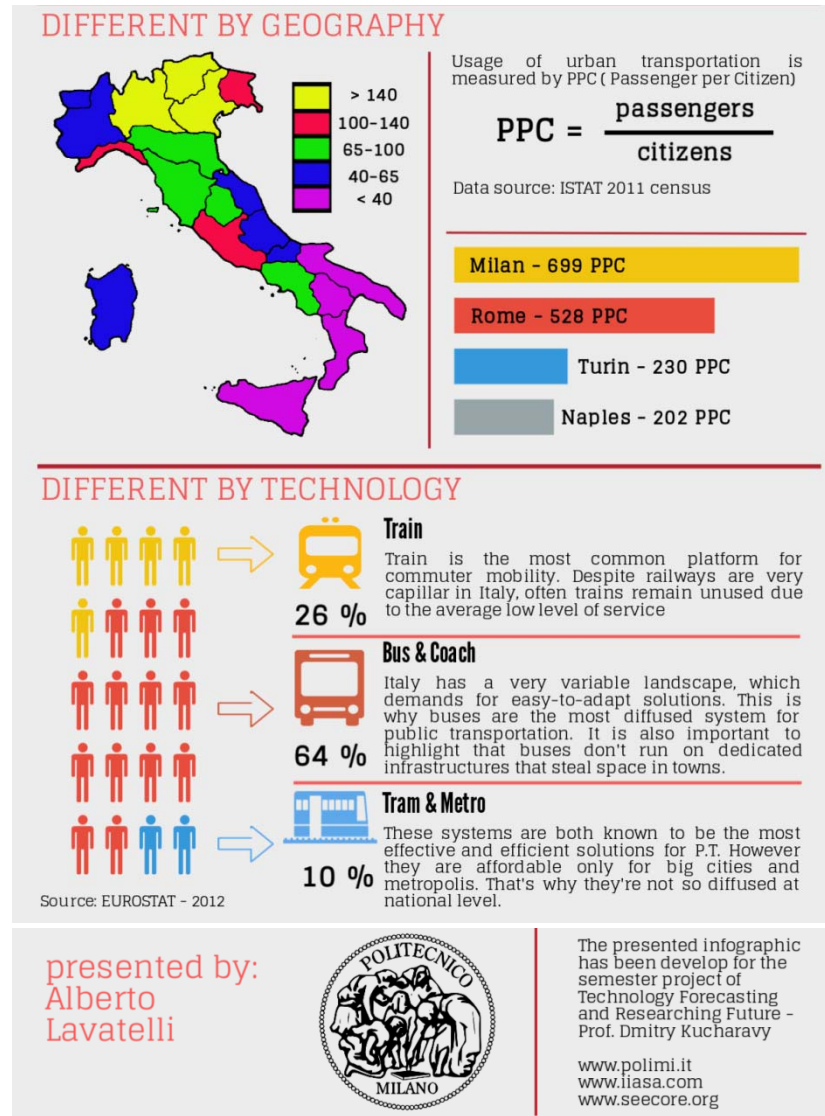 DIFFERENT BY GEOGRAPHY
> 140
100-140
65-100
40-65
< 40
Usage of urban transportation is
measured by PPC ( Passenger per Citizen)
PPC = passengers
citizens
Data source: ISTAT 2011 census
Milan - 699 PPC
Rome - 528 PPC
Turin - 230 PPC
Naples - 202 PPC
DIFFERENT BY TECHNOLOGY
Train
Train is the most common platform for
commuter mobility. Despite railways are very
capillar in Italy, often trains remain unused due
to the average low level of service
26 %
Bus & Coach
Italy has a very variable landscape, which
demands for easy-to-adapt solutions. This is
why buses are the most diffused system for
public transportation. It is also important to
highlight that buses don't run on dedicated
infrastructures that steal space in towns.
64 %
Tram & Metro
These systems are both known to be the most
effective and efficient solutions for P.T. However
they are affordable only for big cities and
metropolis. That's why they're not so diffused at
national level.
10 %
Source: EUROSTAT - 2012
presented by:
Alberto
Lavatelli
POLITECNICO
MILANO
The presented infographic
has been develop for the
semester project of
Technology Forecasting
and Researching Future -
Prof. Dmitry Kucharavy
www.polimi.it
www.iiasa.com
www.seecore.org